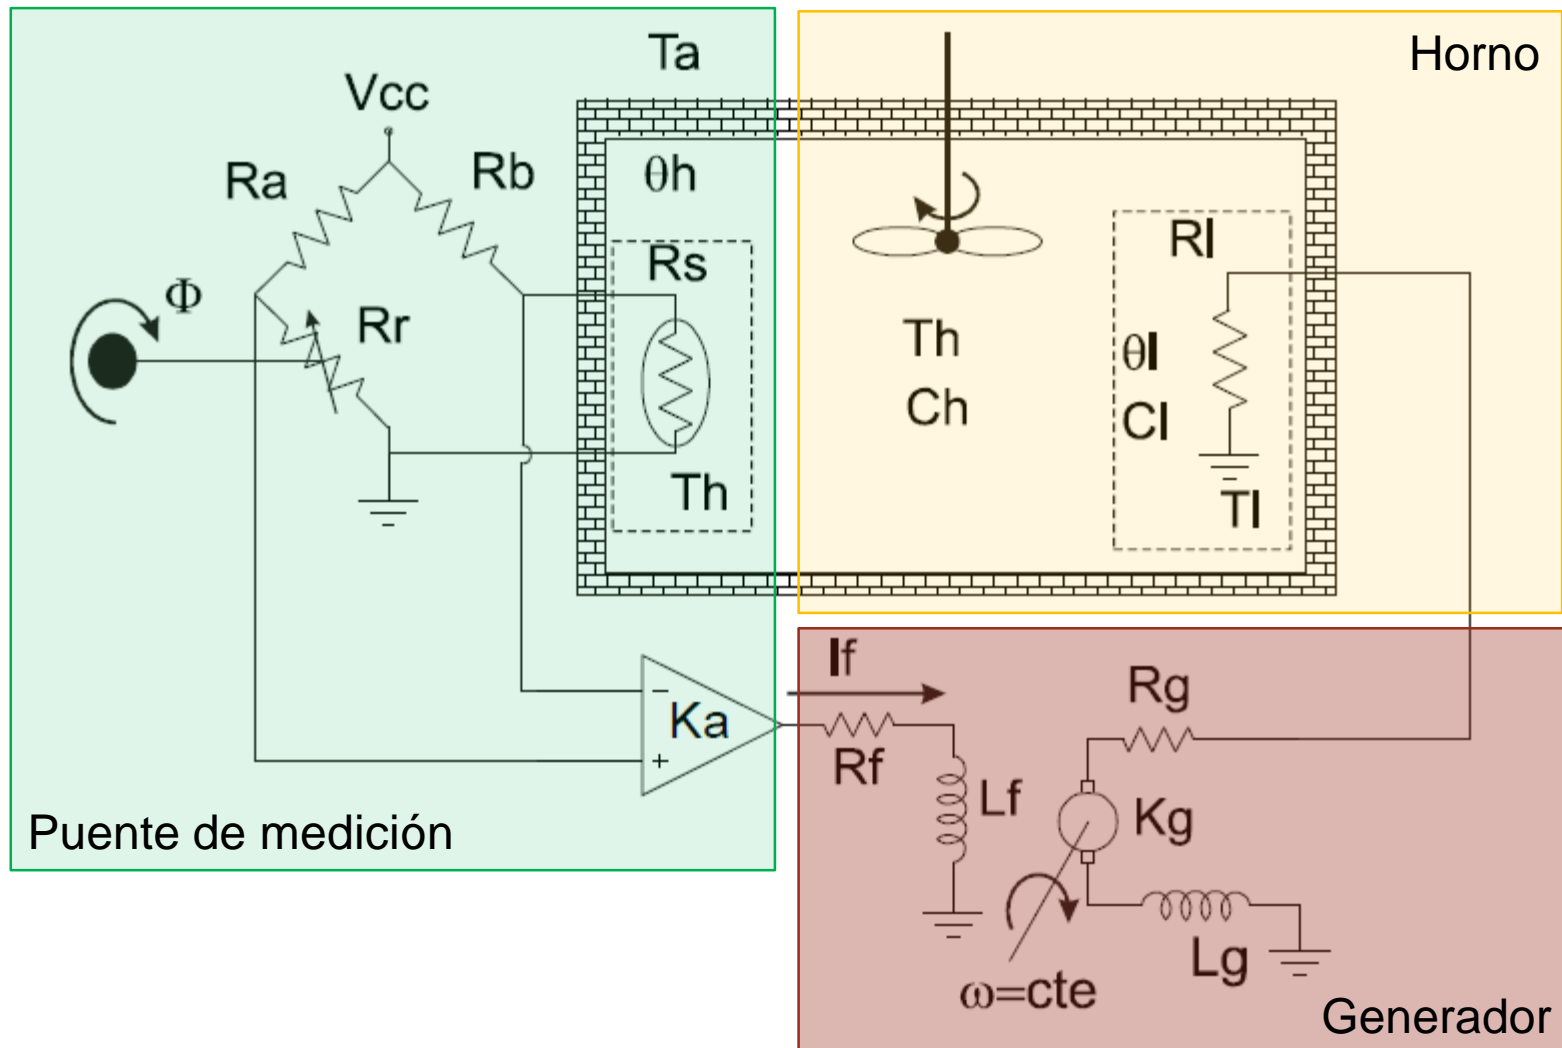 Ta
Horno
Vcc
Ra
Rb
θh
Φ
Rr
Rs
Th
Th
Ch
Rl
θl
Cl
Tl
Ka
If
Rf
Lf
Rg
Kg
Lg
ω=cte
Puente de medición
Generador
− 
+